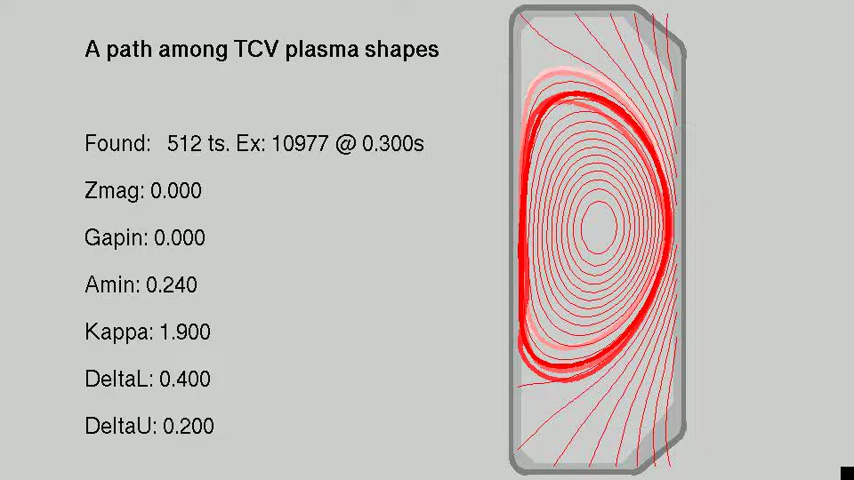 A path among TCV plasma shapes
Found: 512 ts. Ex: 10977 @ 0.300s
Zmag: 0.000
Gapin: 0.000
Amin: 0.240
Kappa: 1.900
DeltaL: 0.400
DeltaU: 0.200